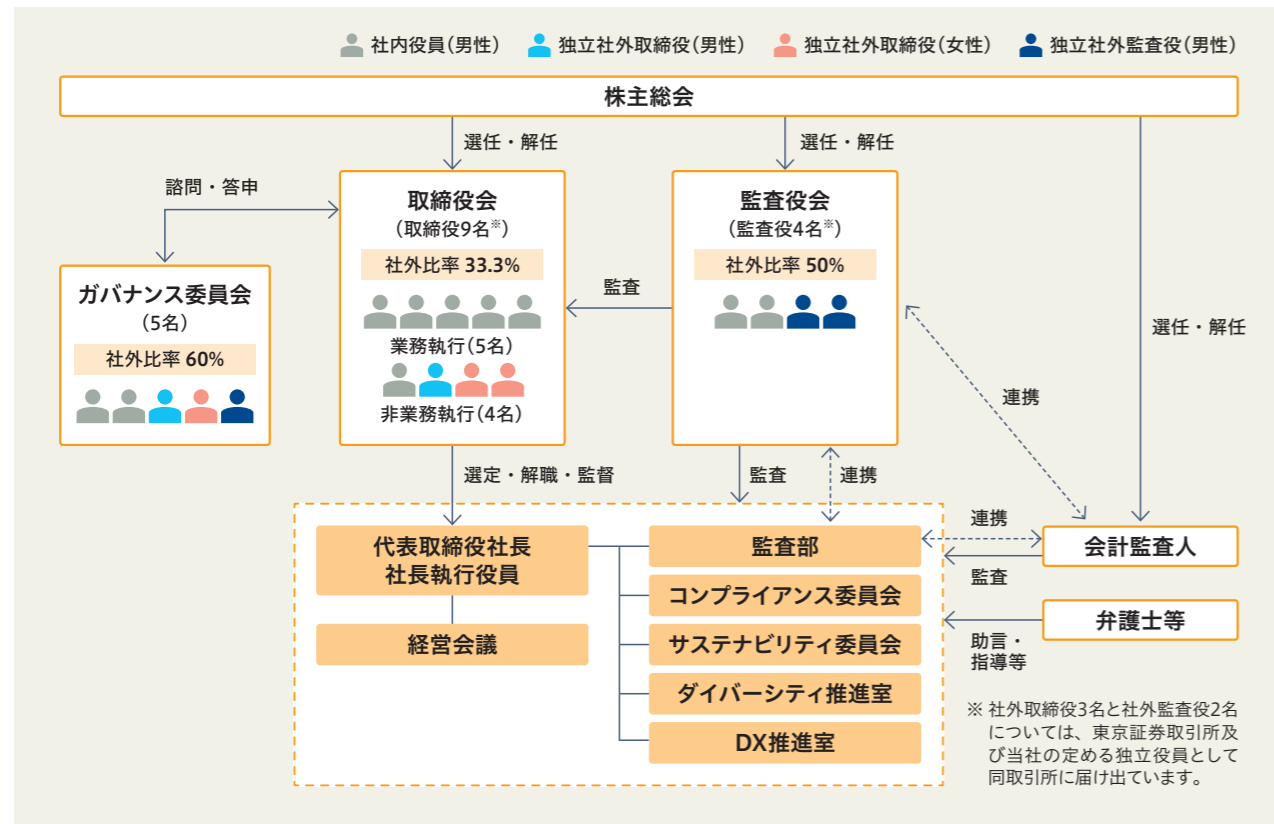 社内役員(男性)
独立社外取締役(男性)
独立社外取締役(女性)
独立社外監査役(男性)
株主総会
選任・解任
選任・解任
諮問・答申
取締役会
(取締役9名※)
社外比率 33.3%
業務執行(5名)
非業務執行(4名)
監査
監査役会
(監査役4名※)
社外比率 50%
選任・解任
ガバナンス委員会
(5名)
社外比率 60%
連携
選定・解職・監督
監査
連携
代表取締役社長
社長執行役員
経営会議
監査部
コンプライアンス委員会
サステナビリティ委員会
ダイバーシティ推進室
DX推進室
連携
監査
会計監査人
弁護士等
助言・
指導等
※ 社外取締役3名と社外監査役2名
については、東京証券取引所及
び当社の定める独立役員として
同取引所に届け出ています。